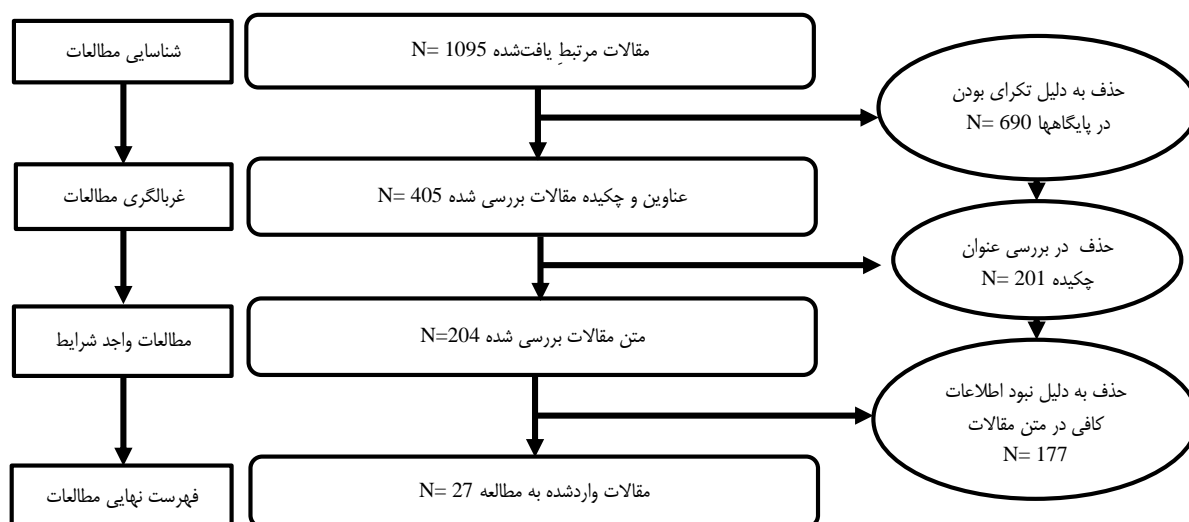 شناسایی مطالعات
مقالات مرتبطِ یافت‌شده N= 1095
حذف به دلیل تکرای بودن
در پایگاهها N= 690
غربالگری مطالعات
عناوین و چکیده مقالات بررسی شده N= 405
حذف در بررسی عنوان
چکیده N= 201
مطالعات واجد شرایط
متن مقالات بررسی شده N=204
حذف به دلیل نبود اطلاعات
کافی در متن مقالات
N= 177
فهرست نهایی مطالعات
مقالات واردشده به مطالعه N= 27